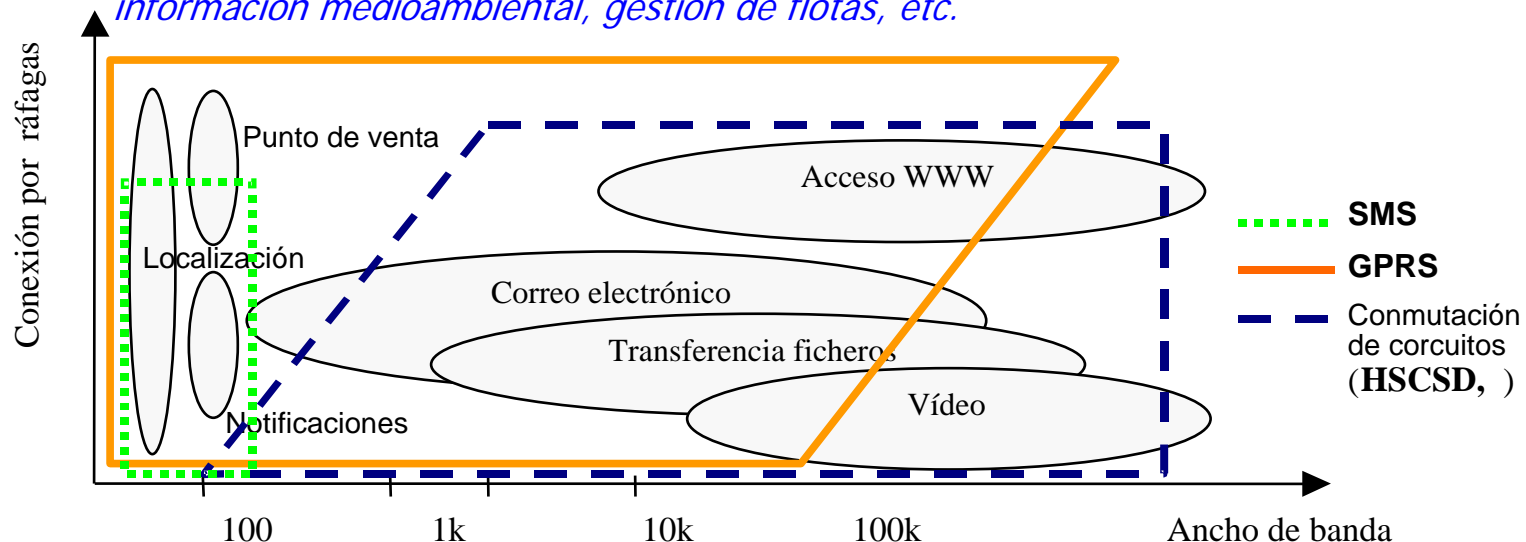 información medioambiental, gestión de flotas, etc.
Conexión por ráfagas
Punto de venta
Acceso WWW
Localización
Correo electrónico
Transferencia ficheros
Vídeo
Notificaciones
SMS
GPRS
Conmutación
de corcuitos
(HSCSD, )
100 1k 10k 100k Ancho de banda